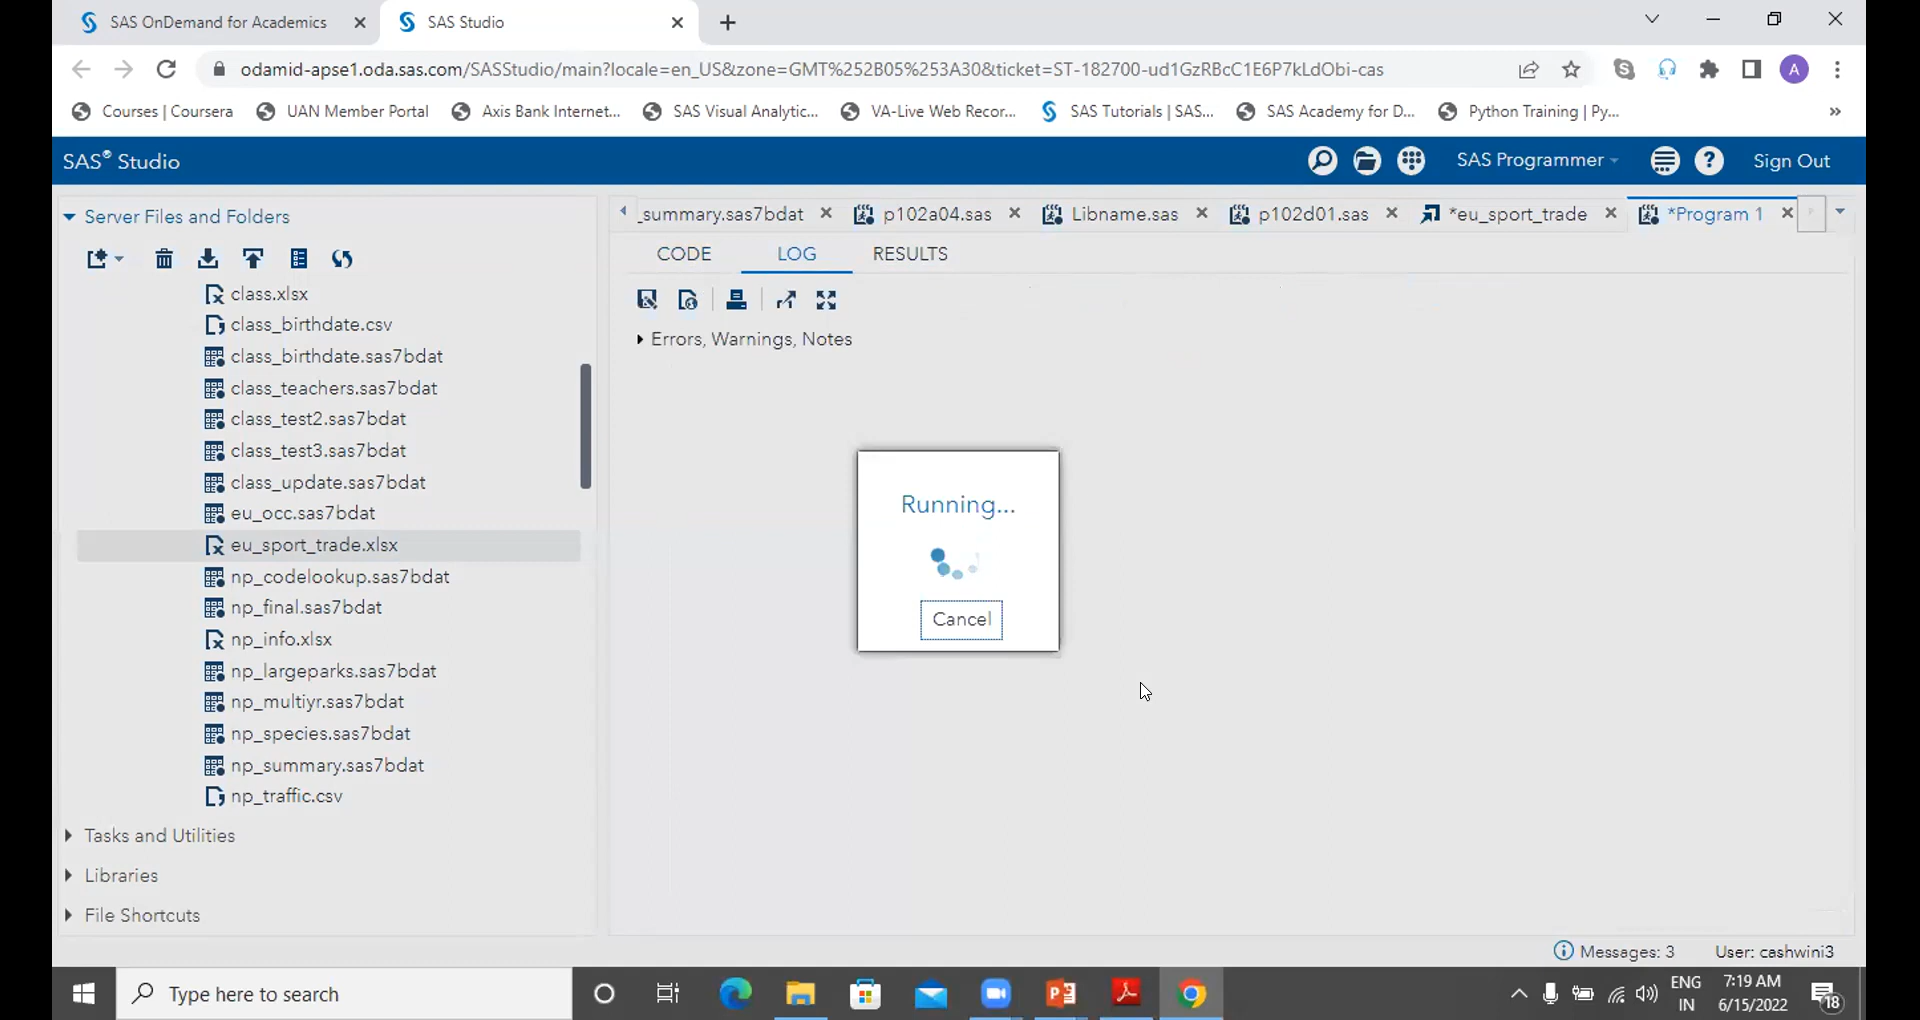 SAS OnDemand for Academics
SAS Studio
odamid-apse1.oda.sas.com/SASStudio/main?locale=en_US&zone=GMT%252B05%253A30&ticket=ST-182700-ud1GzRBcC1E6P7kLdObi-cas
A
Courses | Coursera
UAN Member Portal
Axis Bank Internet...
SAS Visual Analytic...
VA-Live Web Recor...
SAS Tutorials | SAS...
SAS Academy for D...
Python Training | Py...
»
SAS® Studio
SAS Programmer
Sign Out
Server Files and Folders
_summary.sas7bdat
p102a04.sas
Libname.sas
p102d01.sas
*eu_sport_trade
*Program 1
CODE
LOG
RESULTS
Errors, Warnings, Notes
class.xlsx
class_birthdate.csv
class_birthdate.sas7bdat
class_teachers.sas7bdat
class_test2.sas7bdat
class_test3.sas7bdat
class_update.sas7bdat
eu_occ.sas7bdat
eu_sport_trade.xlsx
np_codelookup.sas7bdat
np_final.sas7bdat
np_info.xlsx
np_largeparks.sas7bdat
np_multiyr.sas7bdat
np_species.sas7bdat
np_summary.sas7bdat
np_traffic.csv
Running...
Cancel
Tasks and Utilities
Libraries
File Shortcuts
Messages: 3
User: cashwini3
Type here to search
ENG
IN
7:19 AM
6/15/2022
18